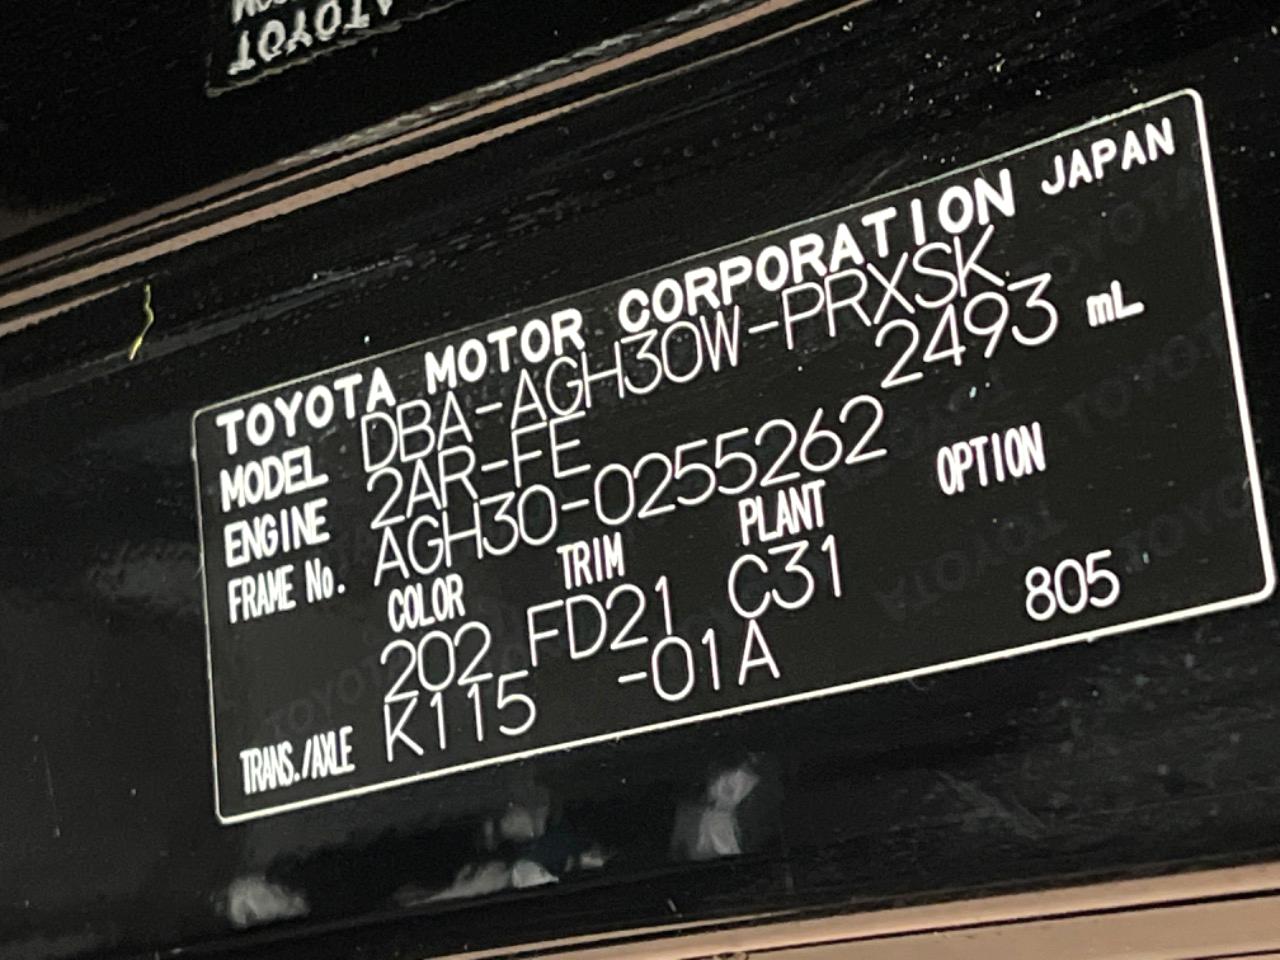 TOYOTA MOTOR CORPORATION JAPAN
MODEL DBA-AGH30W-PRXSK
ENGINE 2AR-FE 2493 mL
FRAME No. AGH30-0255262
COLOR TRIM PLANT OPTION
202 FD21 C31 805
TRANS./AXLE K115 -01A